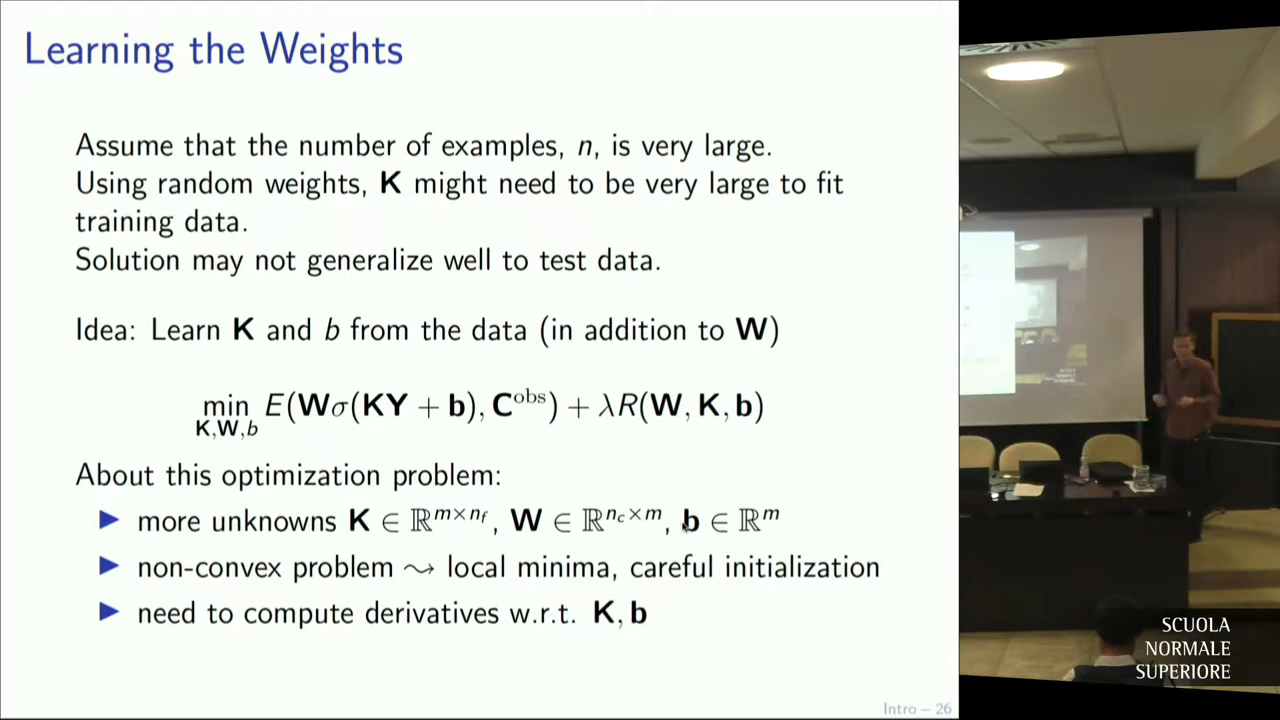 Learning the Weights
Assume that the number of examples, n, is very large.
Using random weights, K might need to be very large to fit
training data.
Solution may not generalize well to test data.
Idea: Learn K and b from the data (in addition to W)
min E(Wσ(KY + b), C^obs) + λR(W, K, b)
K,W,b
About this optimization problem:
▶ more unknowns K ∈ ℝ^{m×n_f}, W ∈ ℝ^{n_c×m}, b ∈ ℝ^m
▶ non-convex problem ⇝ local minima, careful initialization
▶ need to compute derivatives w.r.t. K, b
Intro – 26
SCUOLA
NORMALE
SUPERIORE